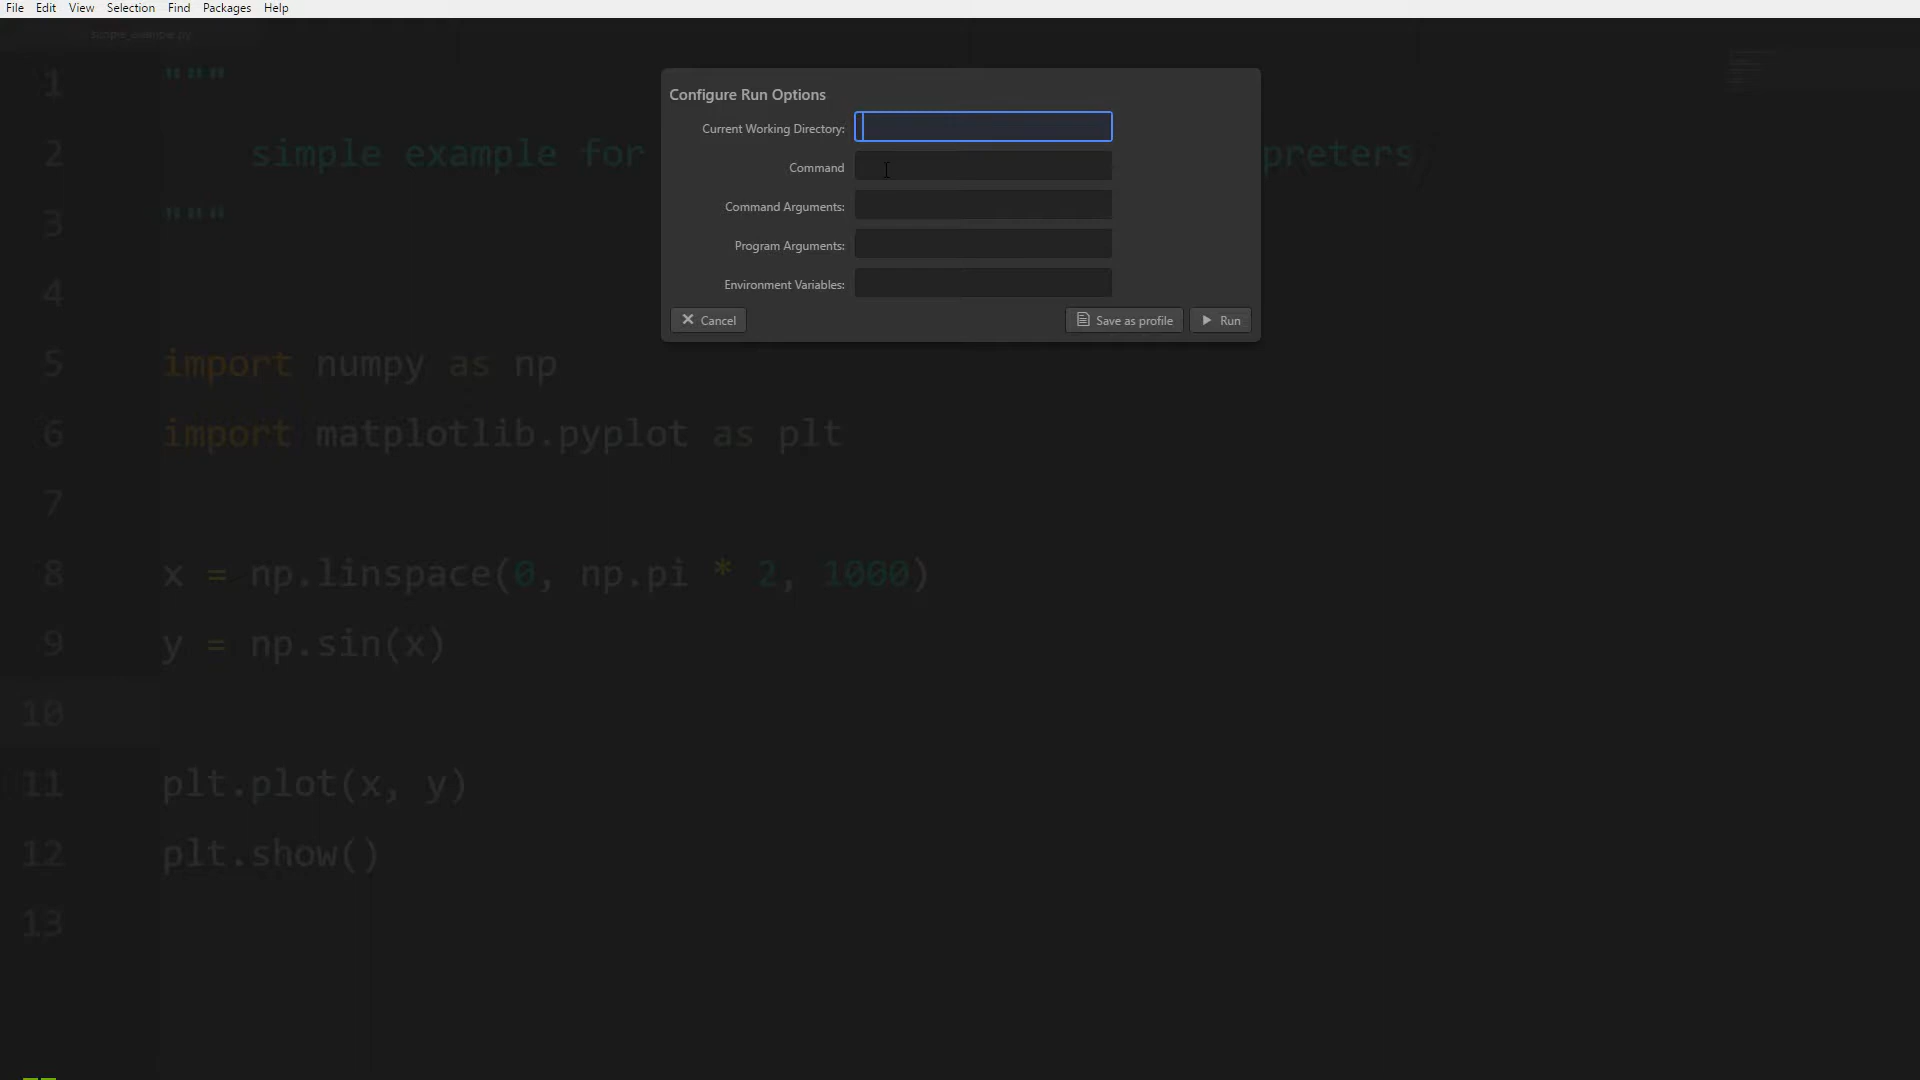 File Edit View Selection Find Packages Help
simple_example.py
Configure Run Options
Current Working Directory:
Command
Command Arguments:
Program Arguments:
Environment Variables:
Cancel Save as profile Run
1 """
2 simple example for preters
3 """
4
5 import numpy as np
6 import matplotlib.pyplot as plt
7
8 x = np.linspace(0, np.pi * 2, 1000)
9 y = np.sin(x)
10
11 plt.plot(x, y)
12 plt.show()
13